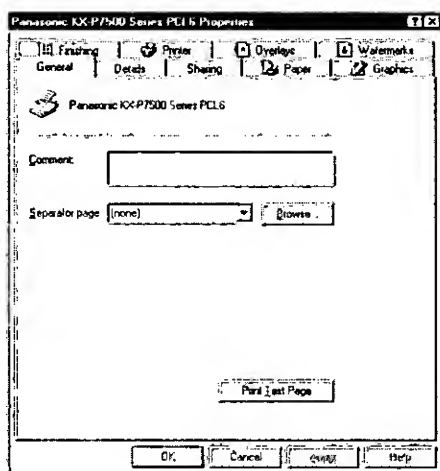 Panasonic KX-P7500 Series PCL6 Properties
Finishing Printer Overlays Watermarks
General Details Sharing Paper Graphics
Panasonic KX-P7500 Series PCL6
Comment:
Separator page: (none) Browse...
Print Test Page
OK Cancel Apply Help